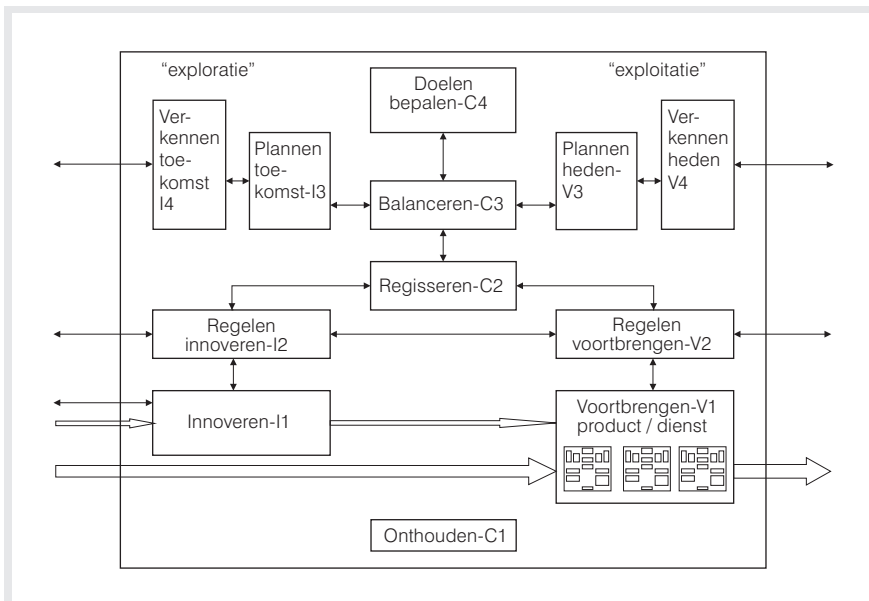 “exploratie”
“exploitatie”
Doelen
bepalen-C4
Ver-
kennen
toe-
komst
I4
Plannen
toe-
komst-I3
Plannen
heden-
V3
Ver-
kennen
heden
V4
Balanceren-C3
Regisseren-C2
Regelen
innoveren-I2
Regelen
voortbrengen-V2
Innoveren-I1
Voortbrengen-V1
product / dienst
Onthouden-C1